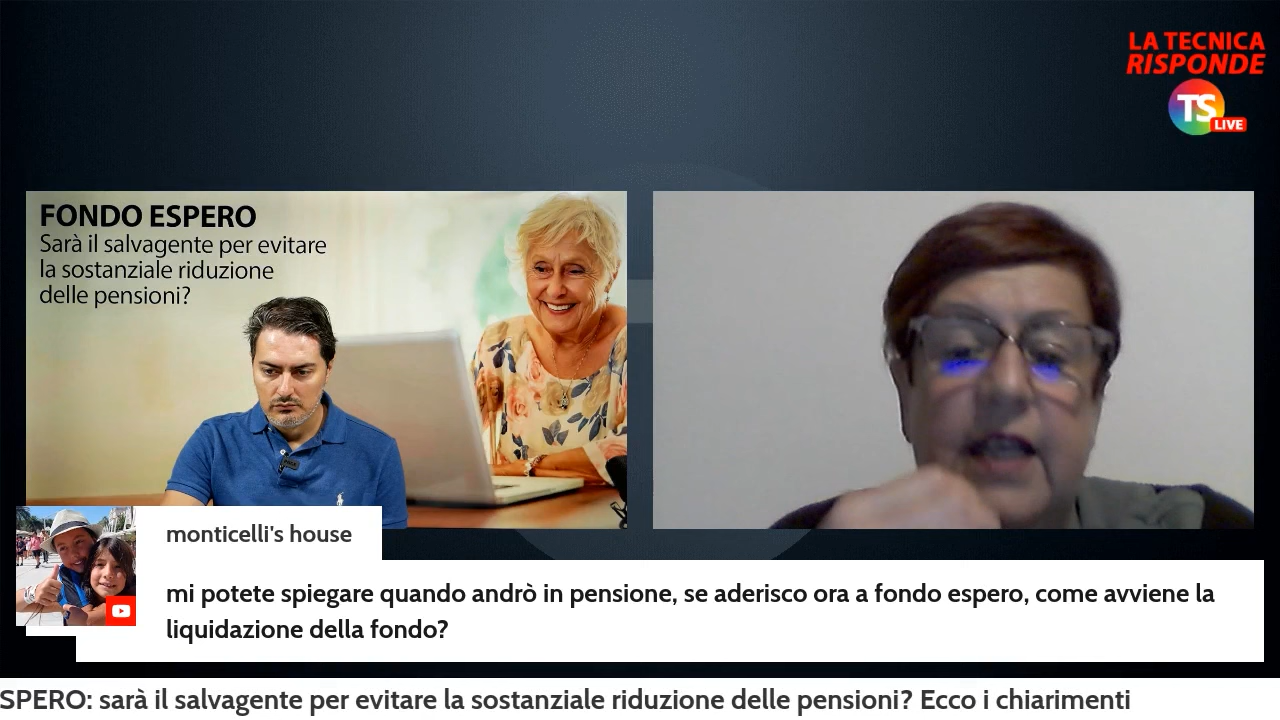 LA TECNICA
RISPONDE
TS
LIVE
FONDO ESPERO
Sarà il salvagente per evitare
la sostanziale riduzione
delle pensioni?
monticelli's house
mi potete spiegare quando andrò in pensione, se aderisco ora a fondo espero, come avviene la
liquidazione della fondo?
SPERO: sarà il salvagente per evitare la sostanziale riduzione delle pensioni? Ecco i chiarimenti